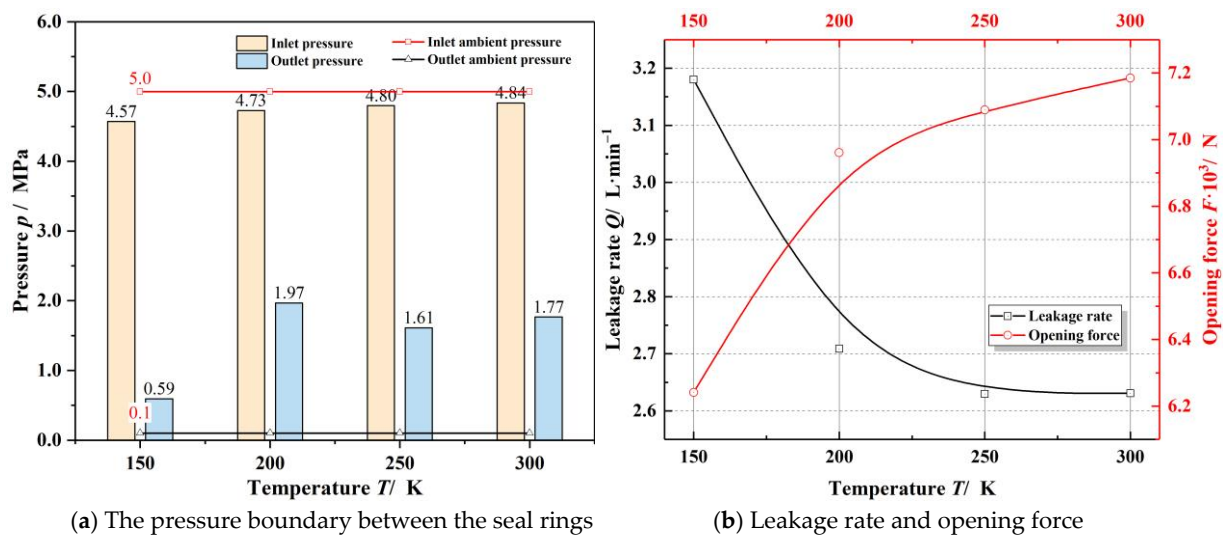 Inlet pressure
Outlet pressure
Inlet ambient pressure
Outlet ambient pressure
6.0
5.0
4.0
3.0
2.0
1.0
0.0
Pressure p / MPa
5.0
4.57
4.73
4.80
4.84
0.59
1.97
1.61
1.77
0.1
150 200 250 300
Temperature T/ K
(a) The pressure boundary between the seal rings
150 200 250 300
3.2
3.1
3.0
2.9
2.8
2.7
2.6
Leakage rate Q/ L·min⁻¹
7.2
7.0
6.8
6.6
6.4
6.2
Opening force F·10³/ N
Leakage rate
Opening force
150 200 250 300
Temperature T/ K
(b) Leakage rate and opening force